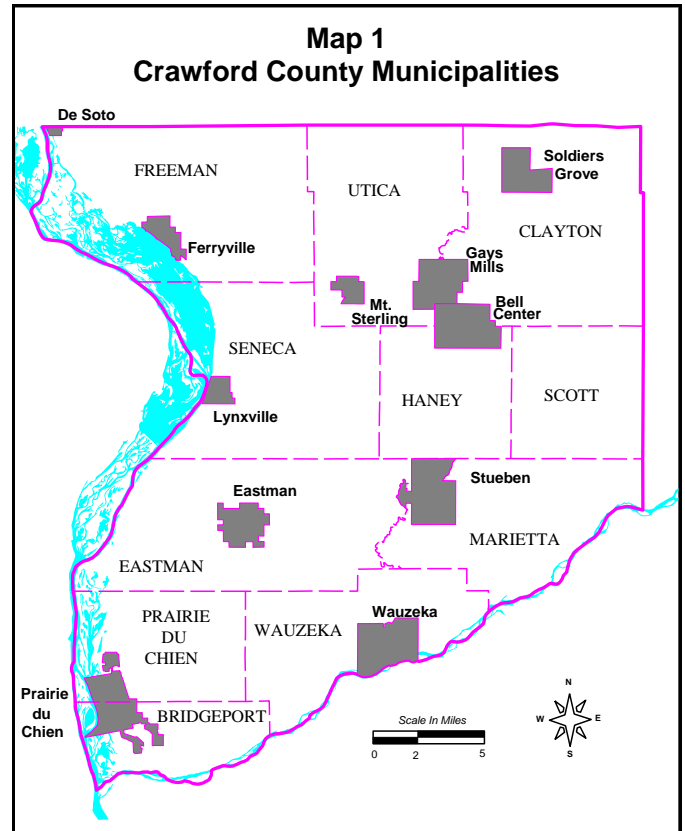 Map 1
Crawford County Municipalities
De Soto
FREEMAN
UTICA
Soldiers
Grove
CLAYTON
Ferryville
Gays
Mills
Mt.
Sterling
Bell
Center
SENECA
HANEY
SCOTT
Lynxville
Eastman
Stueben
MARIETTA
EASTMAN
PRAIRIE
DU
CHIEN
WAUZEKA
Wauzeka
Prairie
du
Chien
BRIDGEPORT
Scale In Miles
0 2 5
N
W E
S